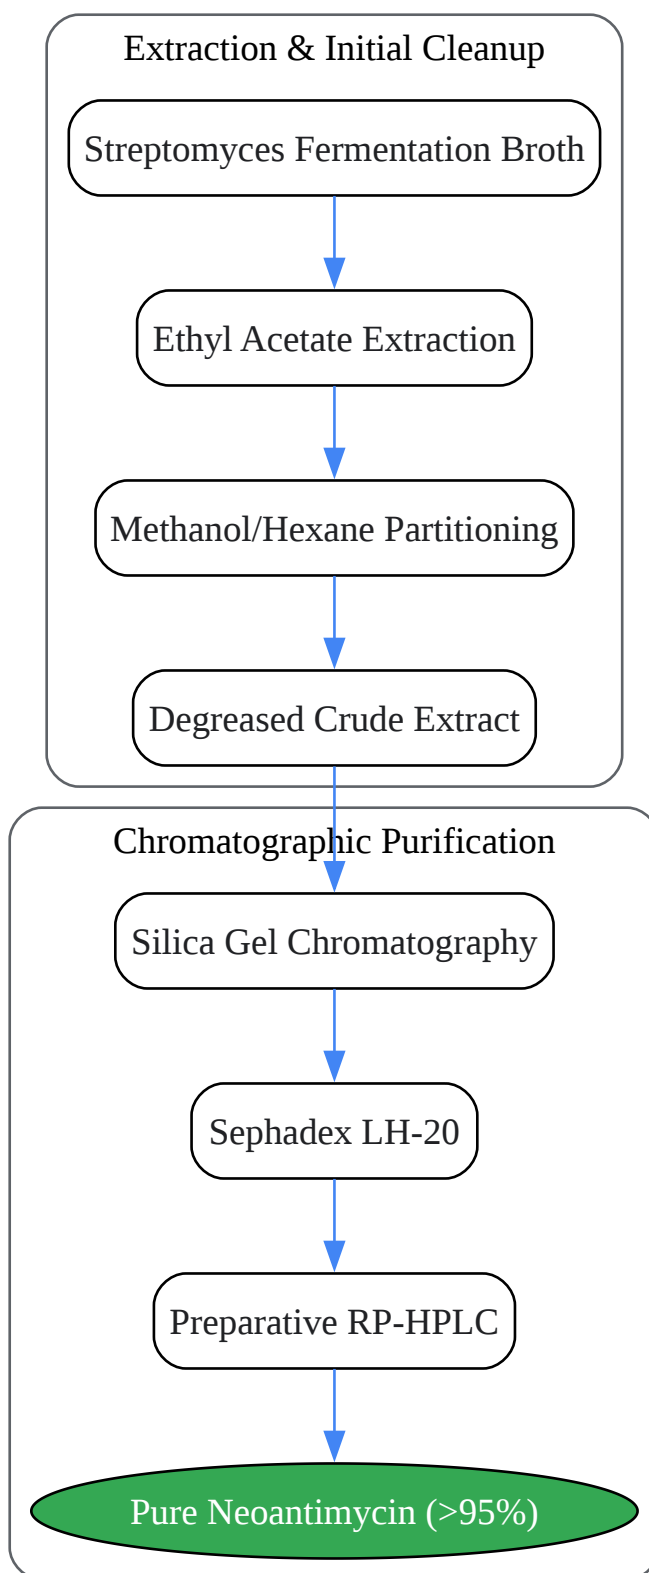 Extraction & Initial Cleanup
Streptomyces Fermentation Broth
Ethyl Acetate Extraction
Methanol/Hexane Partitioning
Degreased Crude Extract
Chromatographic Purification
Silica Gel Chromatography
Sephadex LH-20
Preparative RP-HPLC
Pure Neoantimycin (>95%)